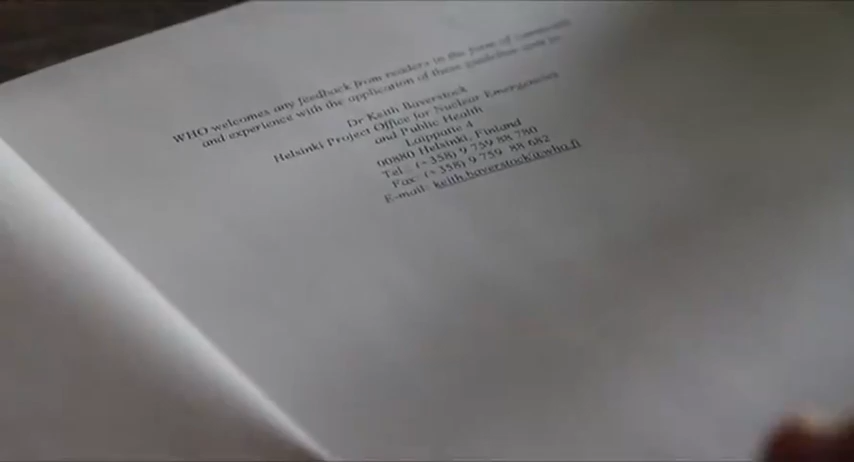 WHO welcomes any feedback from readers in the form of comments
and experience with the application of these guidelines sent to:
Dr Keith Baverstock
Helsinki Project Office for Nuclear Emergencies
and Public Health
Laippatie 4
00880 Helsinki, Finland
Tel.: (+358) 9 759 88 780
Fax: (+358) 9 759 88 682
E-mail: keith.baverstock@who.fi